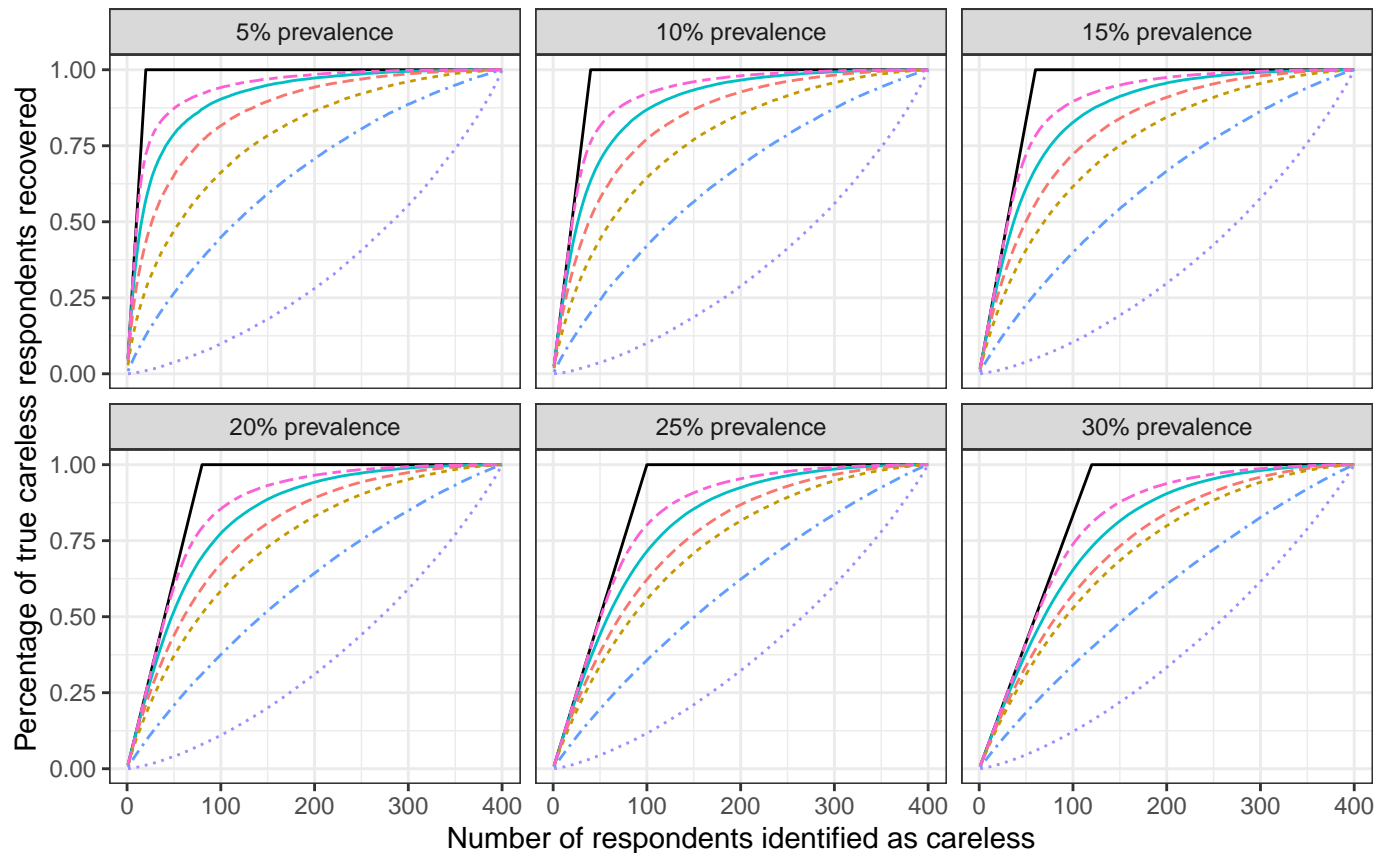 5% prevalence
10% prevalence
15% prevalence
1.00
0.75
0.50
0.25
0.00
20% prevalence
25% prevalence
30% prevalence
1.00
0.75
0.50
0.25
0.00
0 100 200 300 400
0 100 200 300 400
0 100 200 300 400
Number of respondents identified as careless
Percentage of true careless respondents recovered